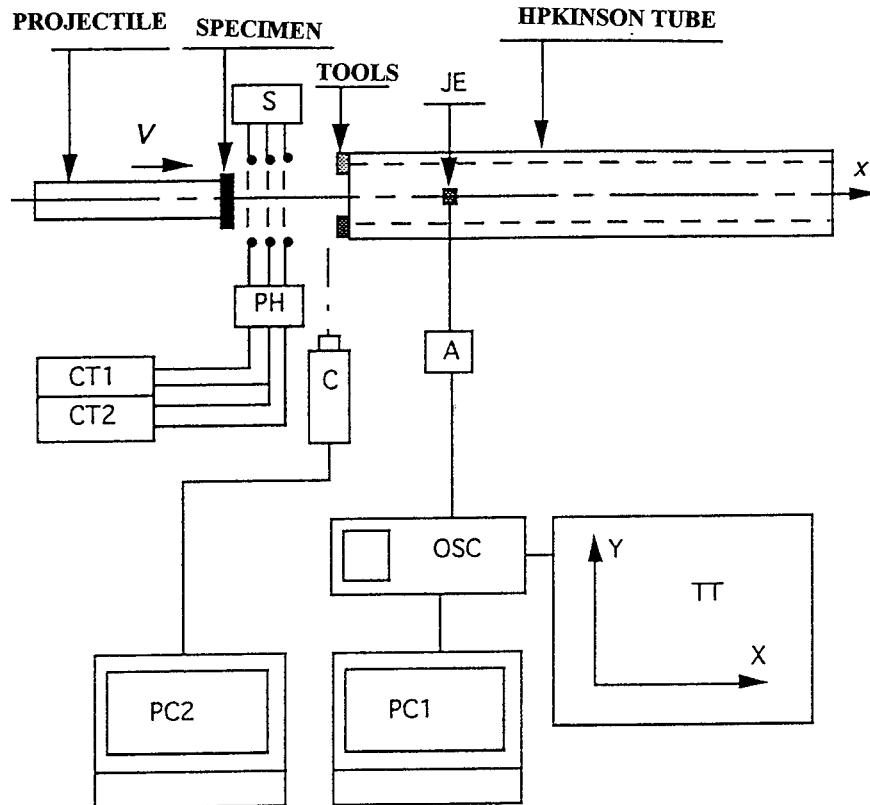 PROJECTILE
SPECIMEN
HPKINSON TUBE
TOOLS
JE
S
V
x
PH
A
C
CT1
CT2
OSC
Y
TT
X
PC2
PC1